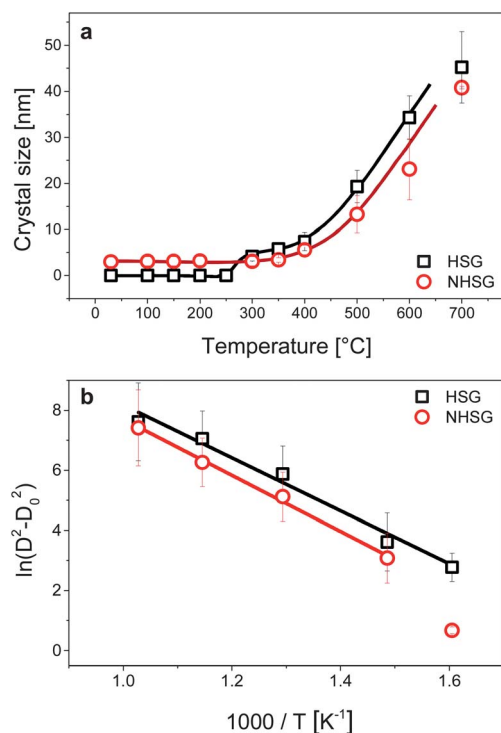 a
50
40
30
20
10
0
Crystal size [nm]
HSG
NHSG
0 100 200 300 400 500 600 700
Temperature [°C]
b
8
6
4
2
0
ln(D²-D₀²)
HSG
NHSG
1.0 1.2 1.4 1.6
1000 / T [K⁻¹]